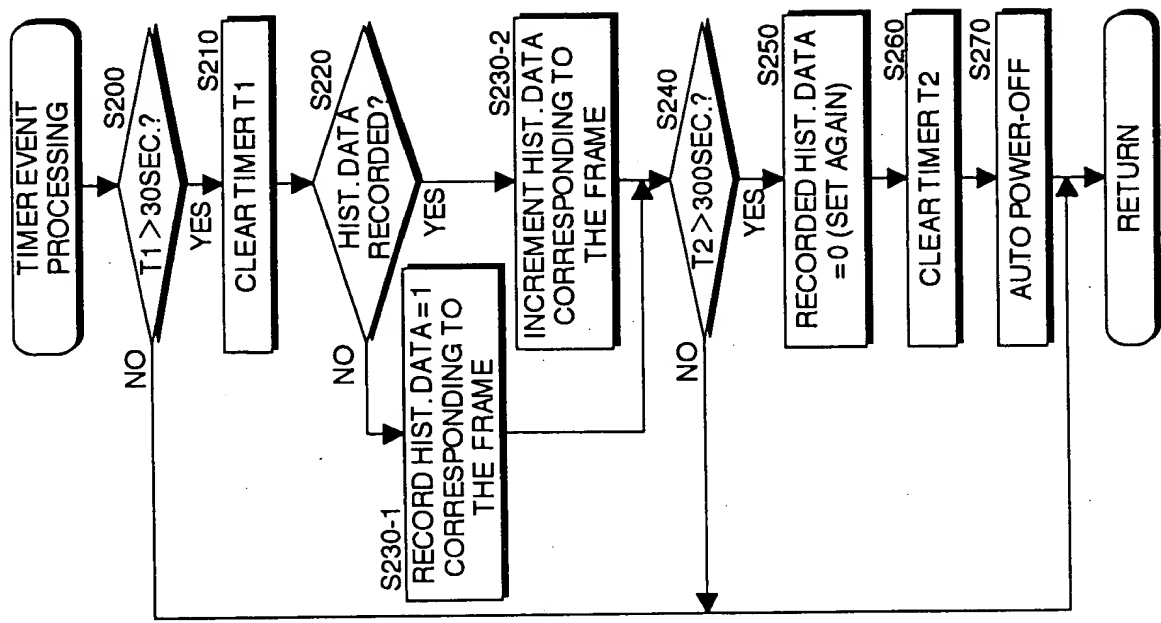 TIMER EVENT
PROCESSING
S200
T1 >30SEC.?
NO
YES
S210
CLEAR TIMER T1
S220
HIST. DATA
RECORDED?
NO
YES
S230-1
RECORD HIST. DATA = 1
CORRESPONDING TO
THE FRAME
S230-2
INCREMENT HIST. DATA
CORRESPONDING TO
THE FRAME
S240
T2 >300SEC.?
NO
YES
S250
RECORDED HIST. DATA
=0 (SET AGAIN)
S260
CLEAR TIMER T2
S270
AUTO POWER-OFF
RETURN